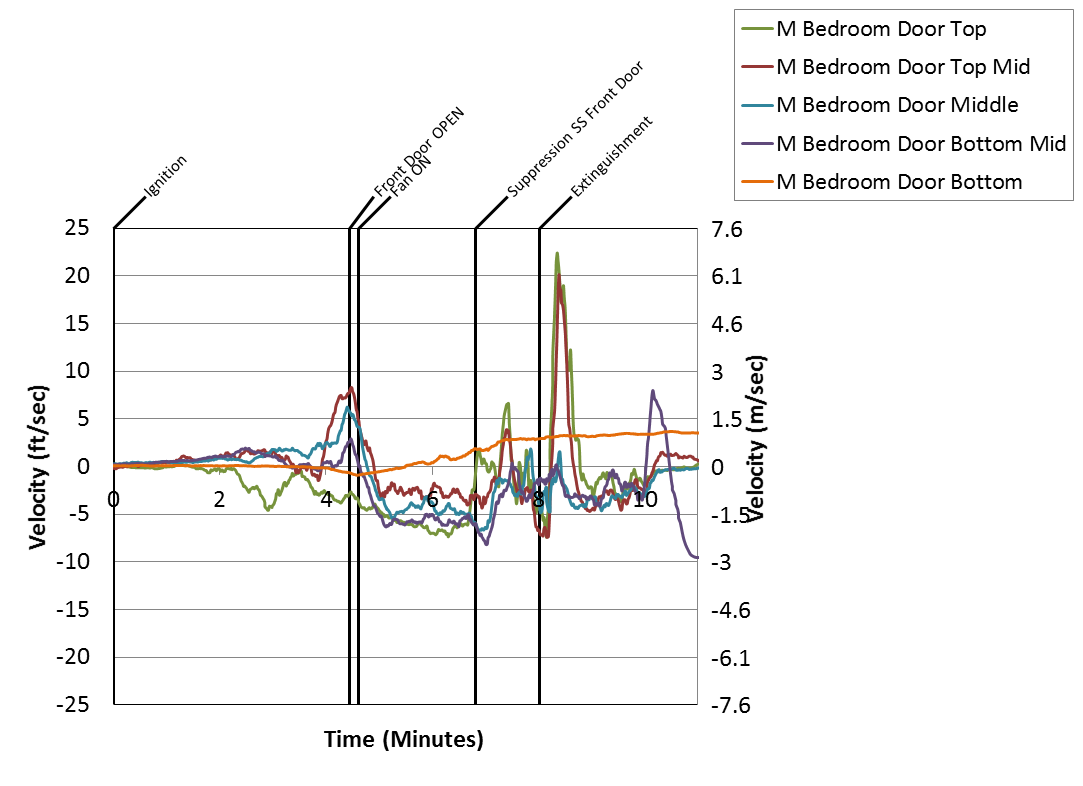 M Bedroom Door Top
M Bedroom Door Top Mid
M Bedroom Door Middle
M Bedroom Door Bottom Mid
M Bedroom Door Bottom
Ignition
Front Door OPEN
Fan ON
Suppression SS Front Door
Extinguishment
25
20
15
10
5
0
-5
-10
-15
-20
-25
Velocity (ft/sec)
0
2
4
6
8
10
Time (Minutes)
7.6
6.1
4.6
3
1.5
0
-1.5
-3
-4.6
-6.1
-7.6
Velocity (m/sec)